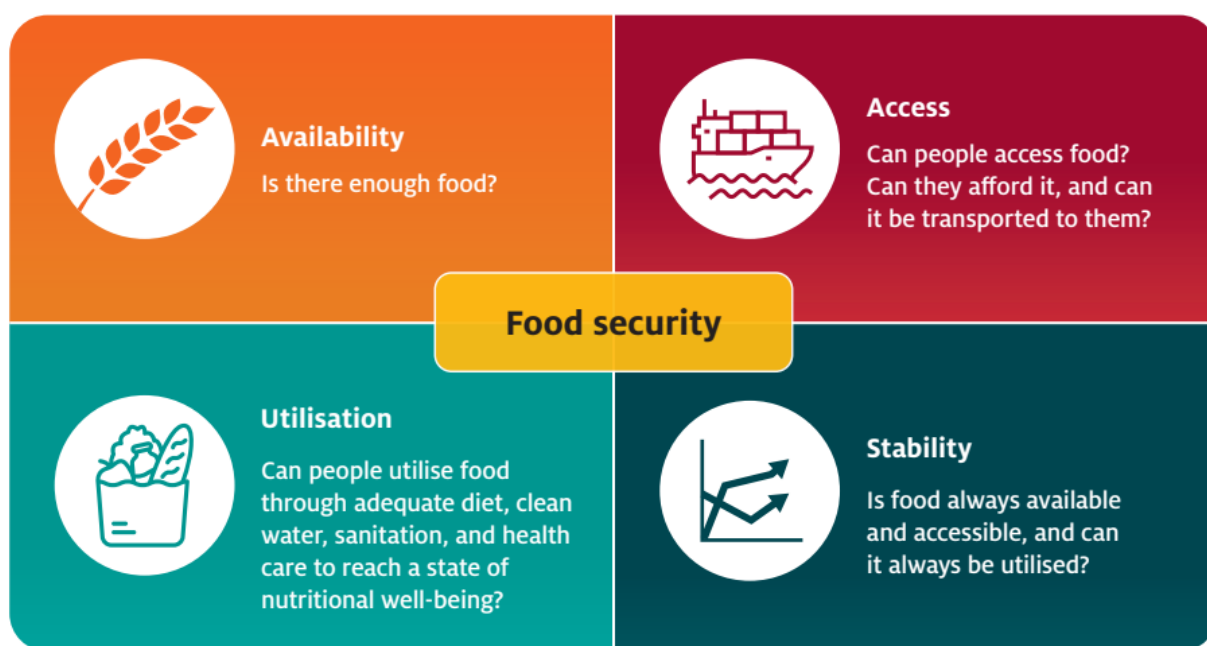 Availability
Is there enough food?
Access
Can people access food?
Can they afford it, and can
it be transported to them?
Food security
Utilisation
Can people utilise food
through adequate diet, clean
water, sanitation, and health
care to reach a state of
nutritional well-being?
Stability
Is food always available
and accessible, and can
it always be utilised?